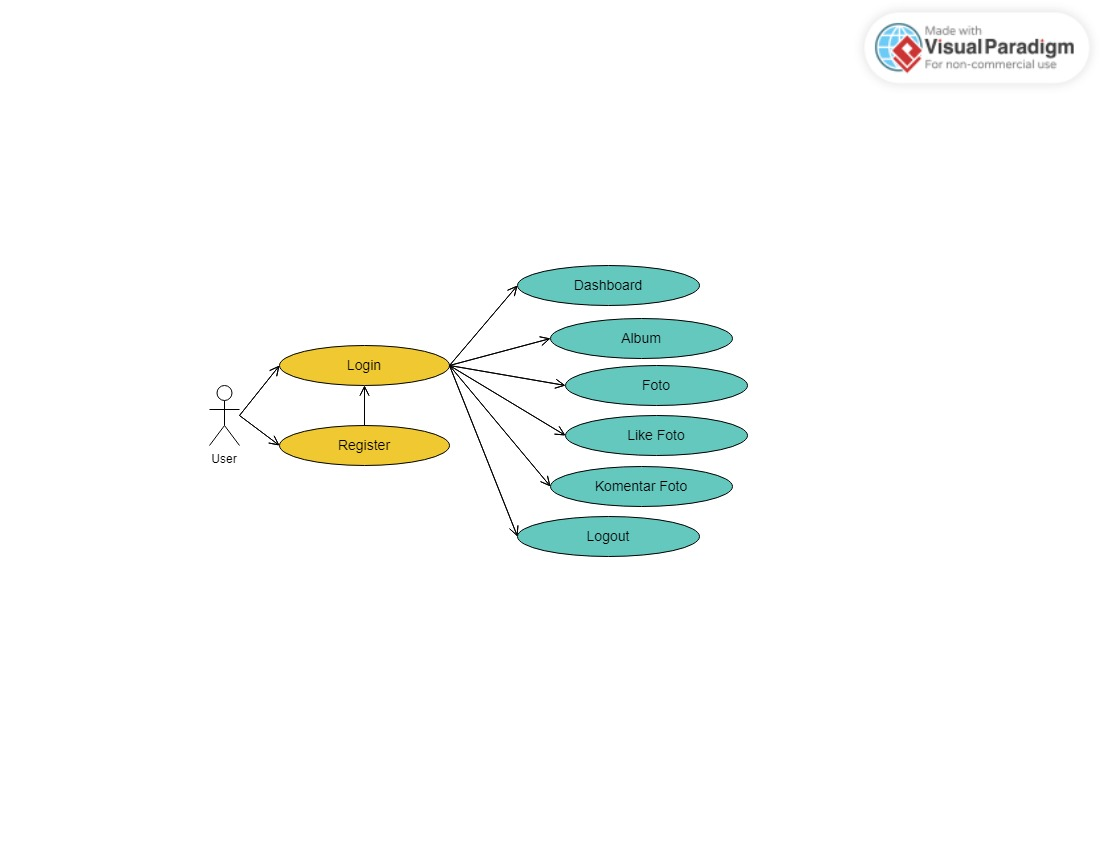 Made with
Visual Paradigm
For non-commercial use
Dashboard
Album
Login
Foto
Like Foto
Register
User
Komentar Foto
Logout